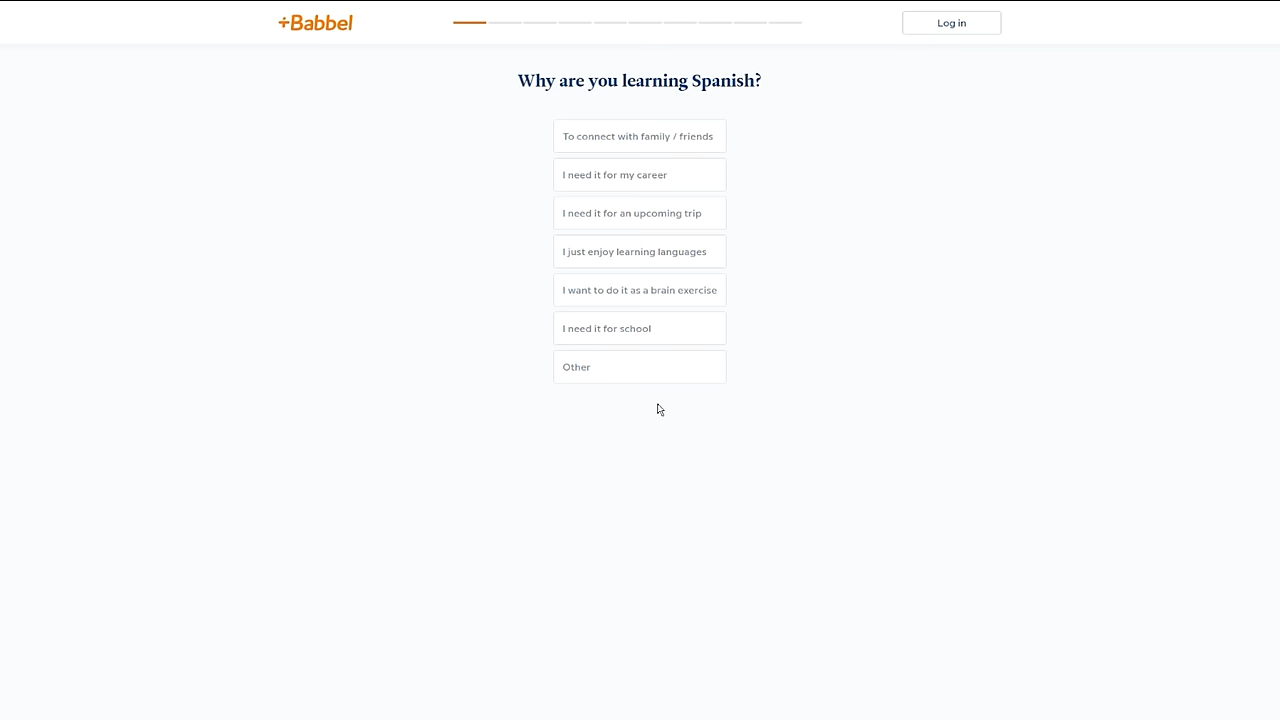 +Babbel
Log in
Why are you learning Spanish?
To connect with family / friends
I need it for my career
I need it for an upcoming trip
I just enjoy learning languages
I want to do it as a brain exercise
I need it for school
Other